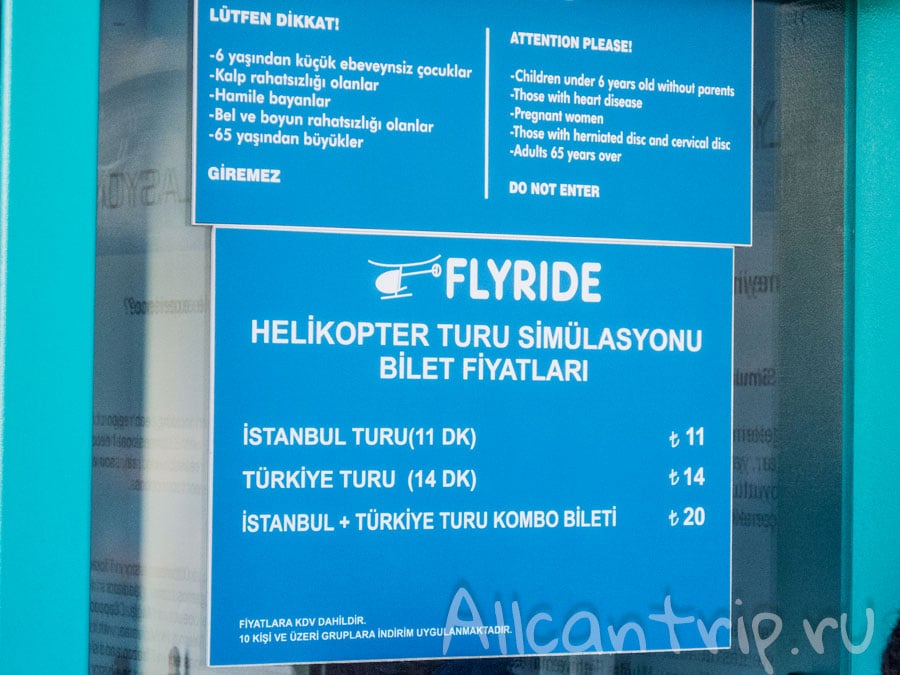 LÜTFEN DİKKAT!
-6 yaşından küçük ebeveynsiz çocuklar
-Kalp rahatsızlığı olanlar
-Hamile bayanlar
-Bel ve boyun rahatsızlığı olanlar
-65 yaşından büyükler
GİREMEZ
ATTENTION PLEASE!
-Children under 6 years old without parents
-Those with heart disease
-Pregnant women
-Those with herniated disc and cervical disc
-Adults 65 years over
DO NOT ENTER
FLYRIDE
HELİKOPTER TURU SİMÜLASYONU
BİLET FİYATLARI
İSTANBUL TURU(11 DK) ₺ 11
TÜRKİYE TURU (14 DK) ₺ 14
İSTANBUL + TÜRKİYE TURU KOMBO BİLETİ ₺ 20
FİYATLARA KDV DAHİLDİR.
10 KİŞİ VE ÜZERİ GRUPLARA İNDİRİM UYGULANMAKTADIR.
Allcantrip.ru